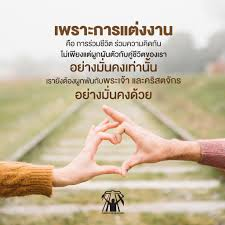 เพราะการแต่งงาน
คือ การร่วมชีวิต ร่วมความคิดกัน
ไม่เพียงแต่ผูกพันตัวกับคู่ชีวิตของเรา
อย่างมั่นคงเท่านั้น
เรายังต้องผูกพันกับพระเจ้า และคริสตจักร
อย่างมั่นคงด้วย